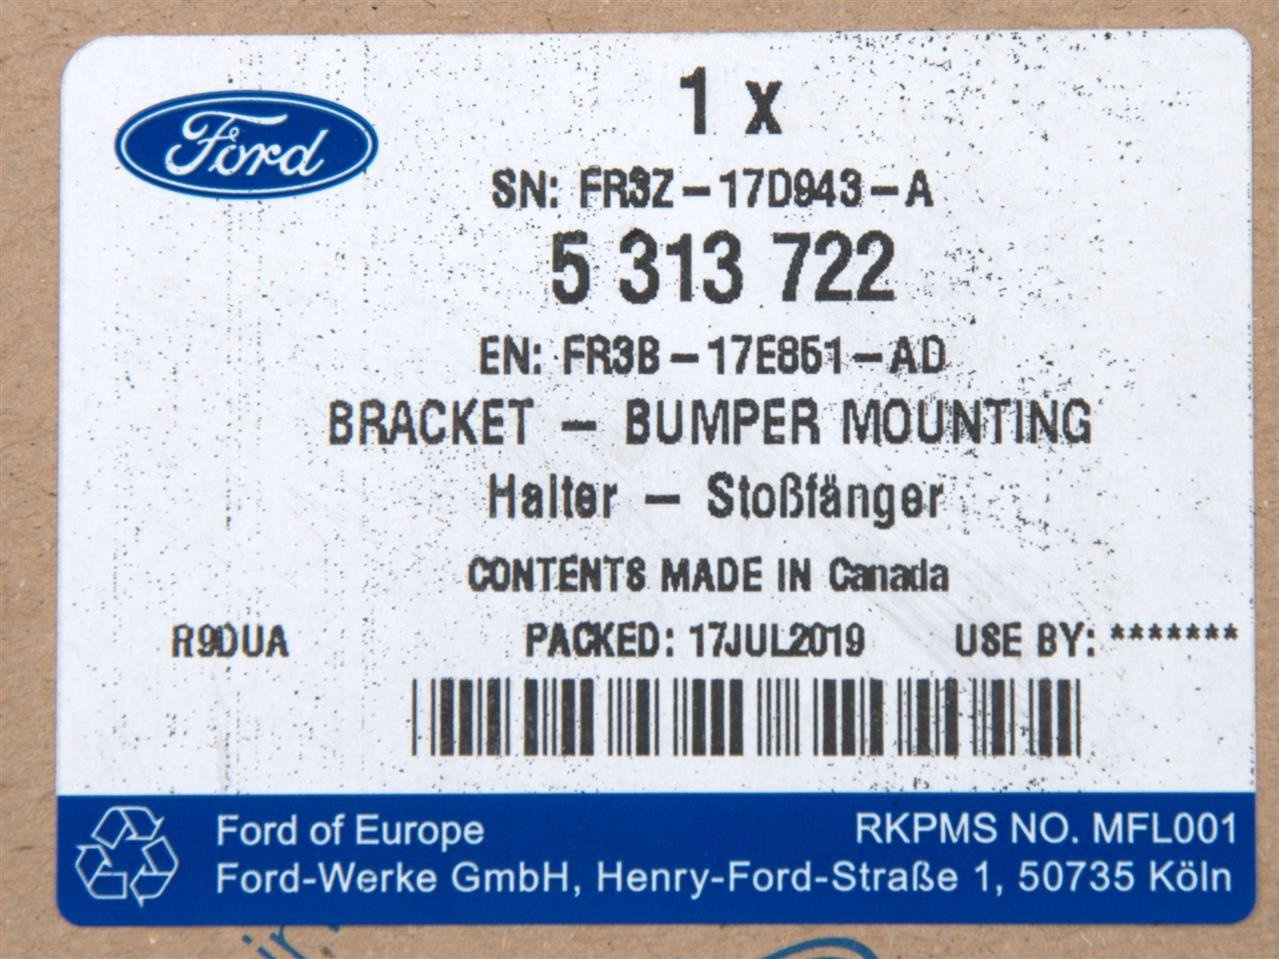 Ford
1 x
SN: FR3Z-17D943-A
5 313 722
EN: FR3B-17E851-AD
BRACKET - BUMPER MOUNTING
Halter - Stoßfänger
CONTENTS MADE IN Canada
R9DUA PACKED: 17JUL2019 USE BY: *******
Ford of Europe RKPMS NO. MFL001
Ford-Werke GmbH, Henry-Ford-Straße 1, 50735 Köln